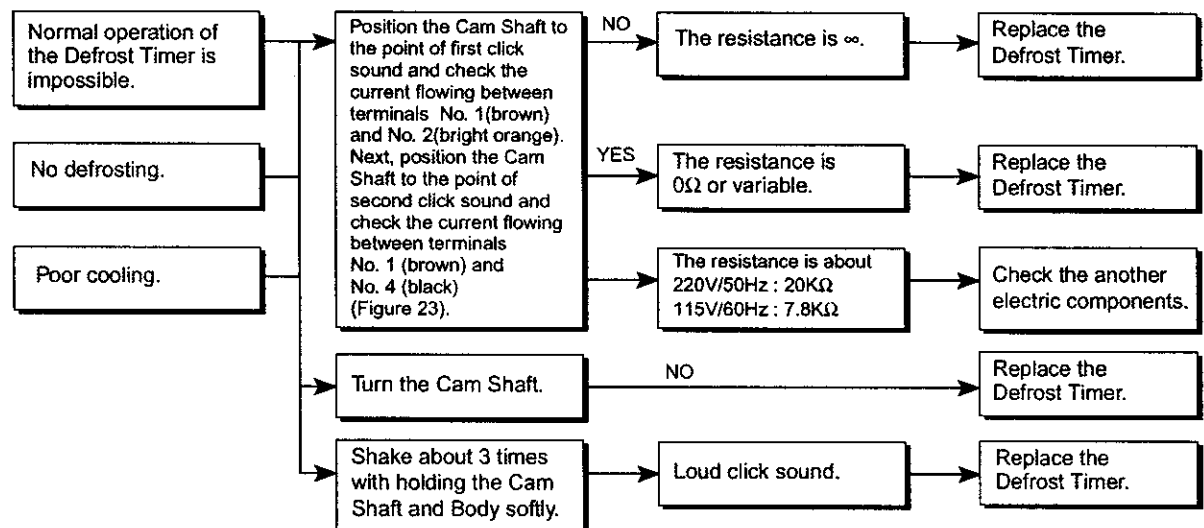 Normal operation of
the Defrost Timer is
impossible.
No defrosting.
Poor cooling.
Position the Cam Shaft to
the point of first click
sound and check the
current flowing between
terminals No. 1(brown)
and No. 2(bright orange).
Next, position the Cam
Shaft to the point of
second click sound and
check the current flowing
between terminals
No. 1 (brown) and
No. 4 (black)
(Figure 23).
NO
The resistance is ∞.
Replace the
Defrost Timer.
YES
The resistance is
0Ω or variable.
Replace the
Defrost Timer.
The resistance is about
220V/50Hz : 20KΩ
115V/60Hz : 7.8KΩ
Check the another
electric components.
Turn the Cam Shaft.
NO
Replace the
Defrost Timer.
Shake about 3 times
with holding the Cam
Shaft and Body softly.
Loud click sound.
Replace the
Defrost Timer.